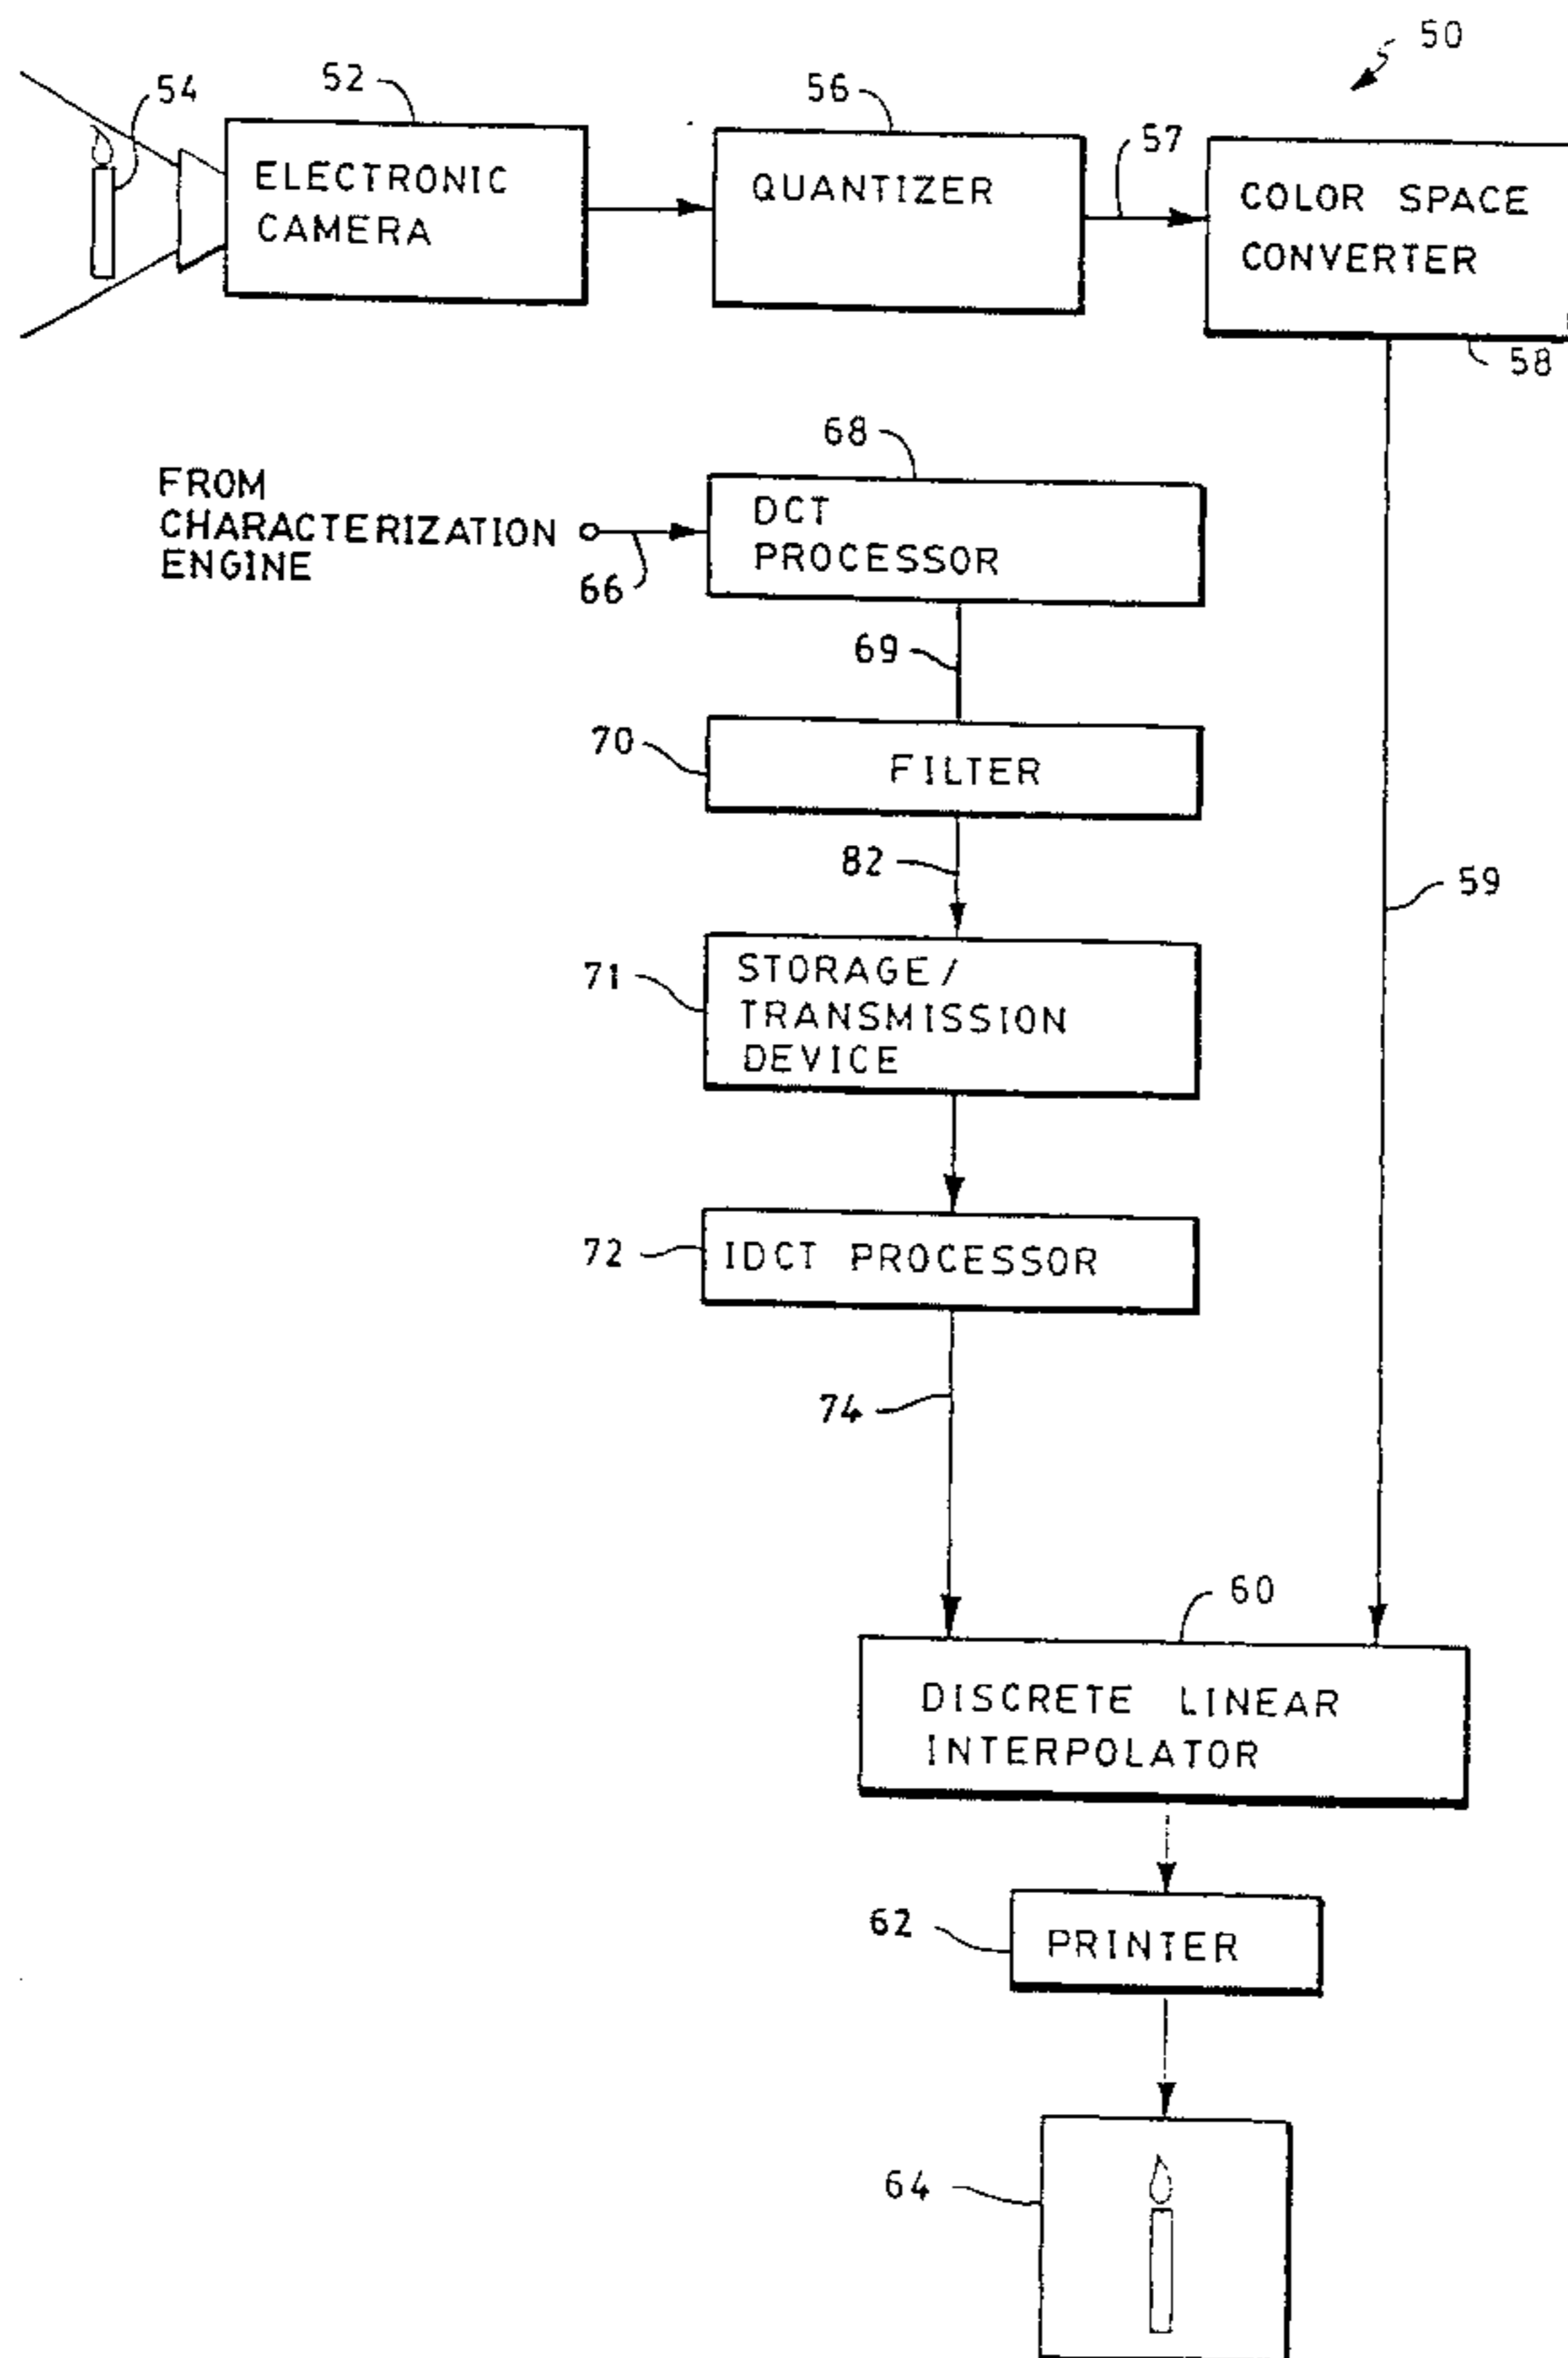 50
54
52
56
57
ELECTRONIC
CAMERA
QUANTIZER
COLOR SPACE
CONVERTER
58
68
FROM
CHARACTERIZATION
ENGINE
66
DCT
PROCESSOR
69
70
FILTER
82
59
71
STORAGE/
TRANSMISSION
DEVICE
72
IDCT PROCESSOR
74
60
DISCRETE LINEAR
INTERPOLATOR
62
PRINTER
64